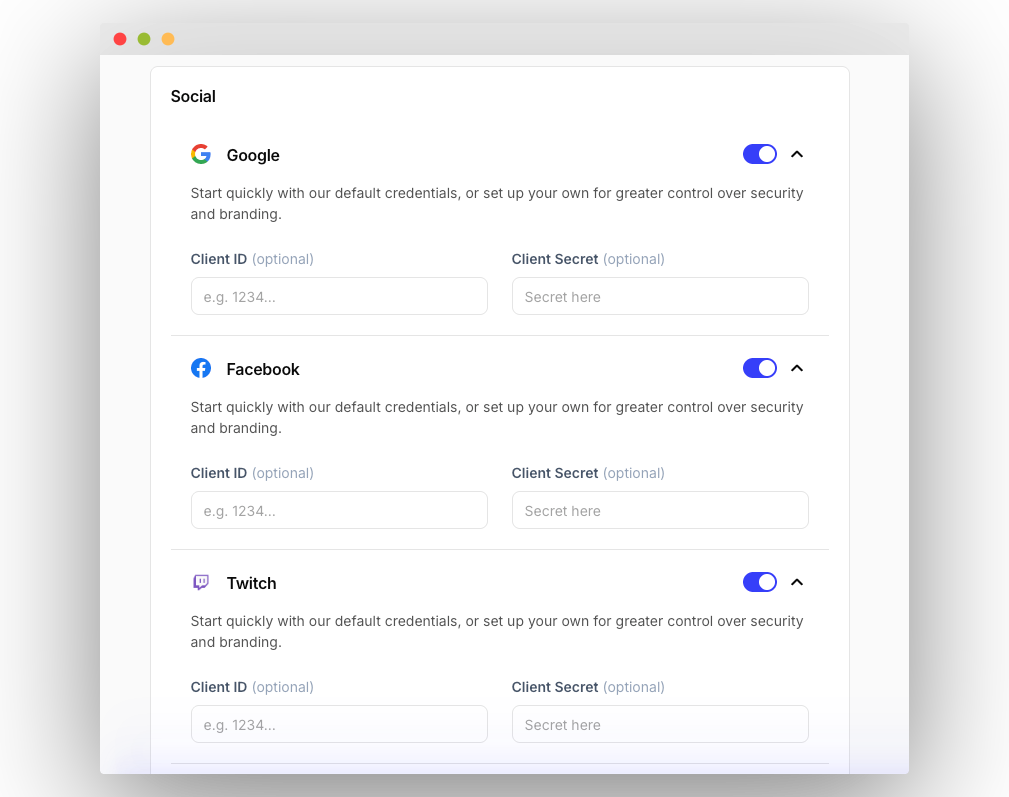 Social
Google
Start quickly with our default credentials, or set up your own for greater control over security
and branding.
Client ID (optional) Client Secret (optional)
e.g. 1234... Secret here
Facebook
Start quickly with our default credentials, or set up your own for greater control over security
and branding.
Client ID (optional) Client Secret (optional)
e.g. 1234... Secret here
Twitch
Start quickly with our default credentials, or set up your own for greater control over security
and branding.
Client ID (optional) Client Secret (optional)
e.g. 1234... Secret here